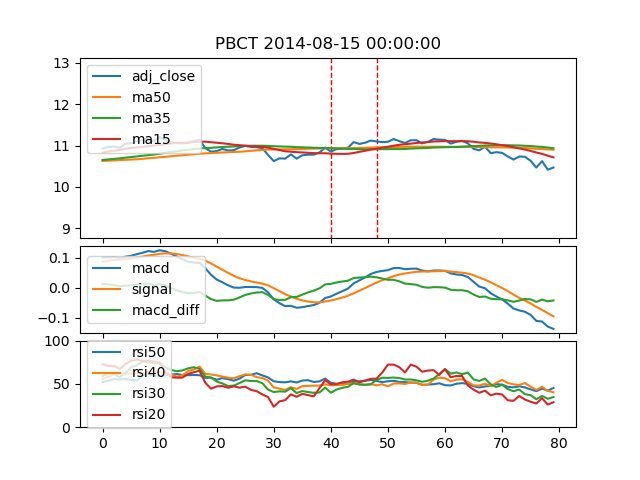 PBCT 2014-08-15 00:00:00
13
12
11
10
9
adj_close
ma50
ma35
ma15
0.1
0.0
−0.1
macd
signal
macd_diff
100
50
0
rsi50
rsi40
rsi30
rsi20
0 10 20 30 40 50 60 70 80